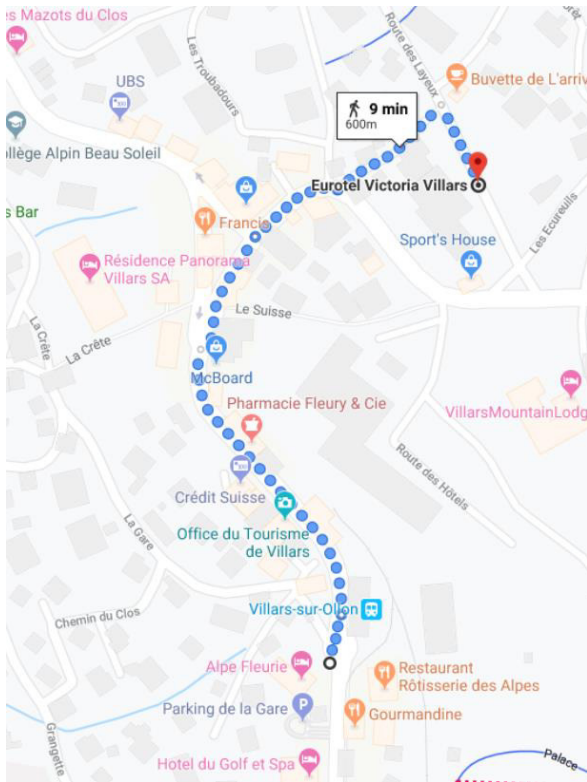 es Mazots du Clos
Route des Layeux
Les Troubadours
UBS
Buvette de L'arriv
9 min
600m
ollège Alpin Beau Soleil
Eurotel Victoria Villars
s Bar
Francis
Les Ecureuils
Sport's House
Résidence Panorama
Villars SA
La Crête
Le Suisse
La Crête
McBoard
Pharmacie Fleury & Cie
VillarsMountainLodg
Route des Hôtels
Crédit Suisse
La Gare
Office du Tourisme
de Villars
Chemin du Clos
Villars-sur-Ollon
Alpe Fleurie
Restaurant
Rôtisserie des Alpes
Parking de la Gare
Gourmandine
Grangette
Hotel du Golf et Spa
Palace